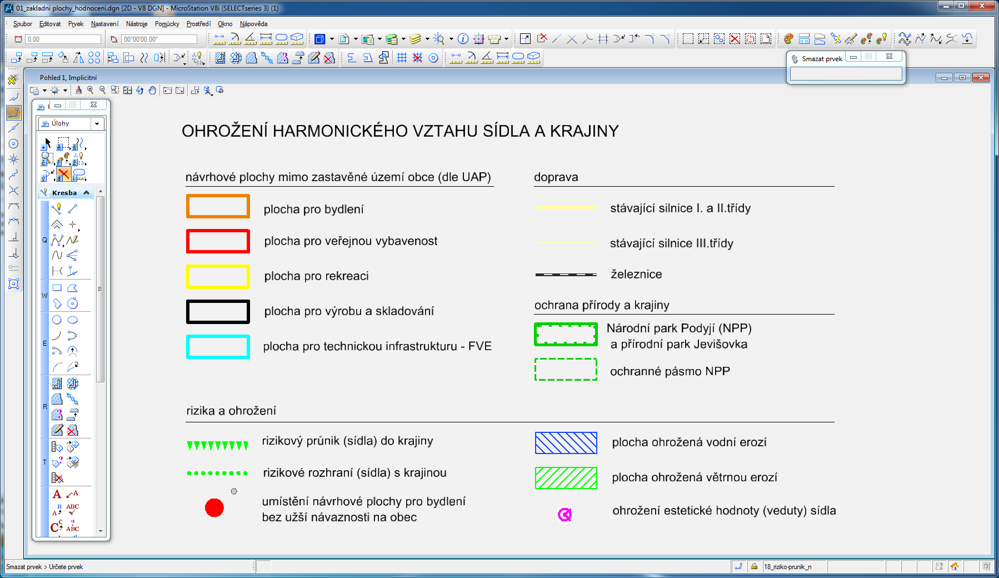 01_zakladni plochy_hodnoceni.dgn [2D - V8 DGN] - MicroStation V8i (SELECTseries 3) (1)
Soubor Editovat Prvek Nastavení Nástroje Pomůcky Prostředí Okno Nápověda
0.00 00°00'00.00"
Smazat prvek
Pohled 1, Implicitní
Úlohy
Kresba
Q
W
E
R
T
OHROŽENÍ HARMONICKÉHO VZTAHU SÍDLA A KRAJINY
návrhové plochy mimo zastavěné území obce (dle UAP)
plocha pro bydlení
plocha pro veřejnou vybavenost
plocha pro rekreaci
plocha pro výrobu a skladování
plocha pro technickou infrastrukturu - FVE
doprava
stávající silnice I. a II.třídy
stávající silnice III.třídy
železnice
ochrana přírody a krajiny
Národní park Podyjí (NPP)
a přírodní park Jevišovka
ochranné pásmo NPP
rizika a ohrožení
rizikový průnik (sídla) do krajiny
rizikové rozhraní (sídla) s krajinou
umístění návrhové plochy pro bydlení
bez užší návaznosti na obec
plocha ohrožená vodní erozí
plocha ohrožená větrnou erozí
ohrožení estetické hodnoty (veduty) sídla
Smazat prvek > Určete prvek
18_riziko-prunik_n